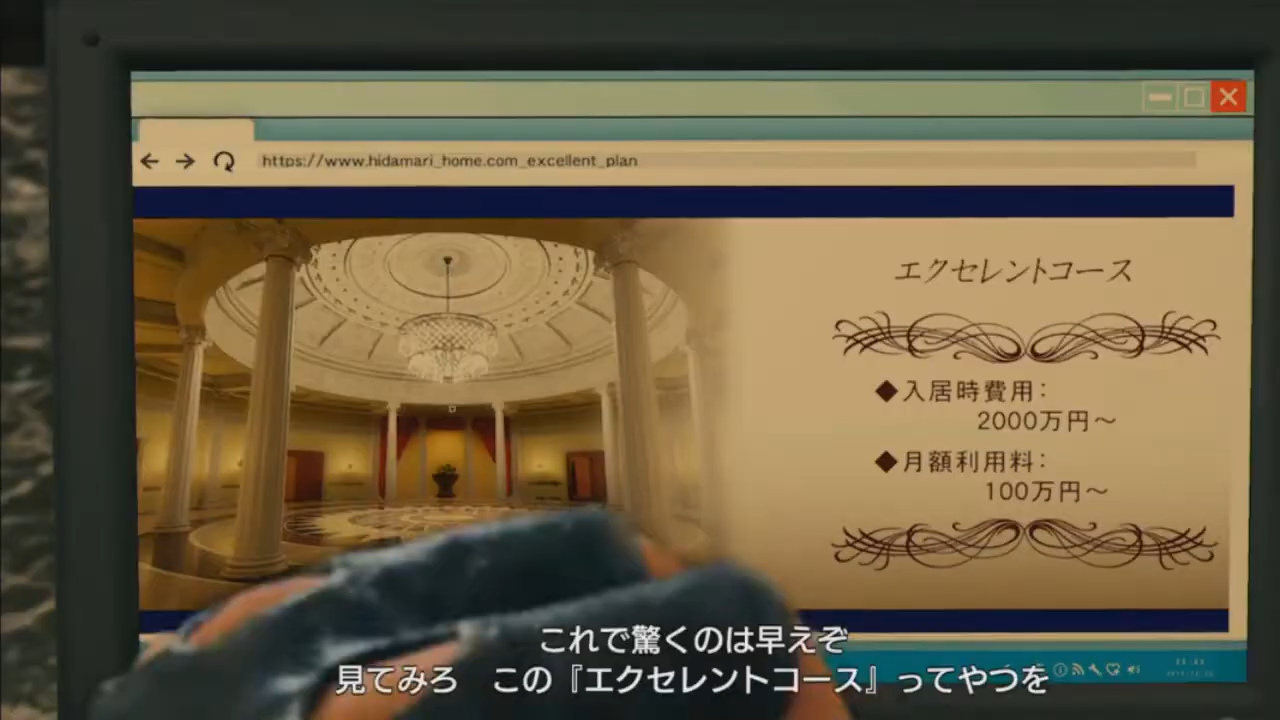 https://www.hidamari_home.com_excellent_plan
エクセレントコース
◆入居時費用：
2000万円～
◆月額利用料：
100万円～
これで驚くのは早えぞ
見てみろ　この『エクセレントコース』ってやつを